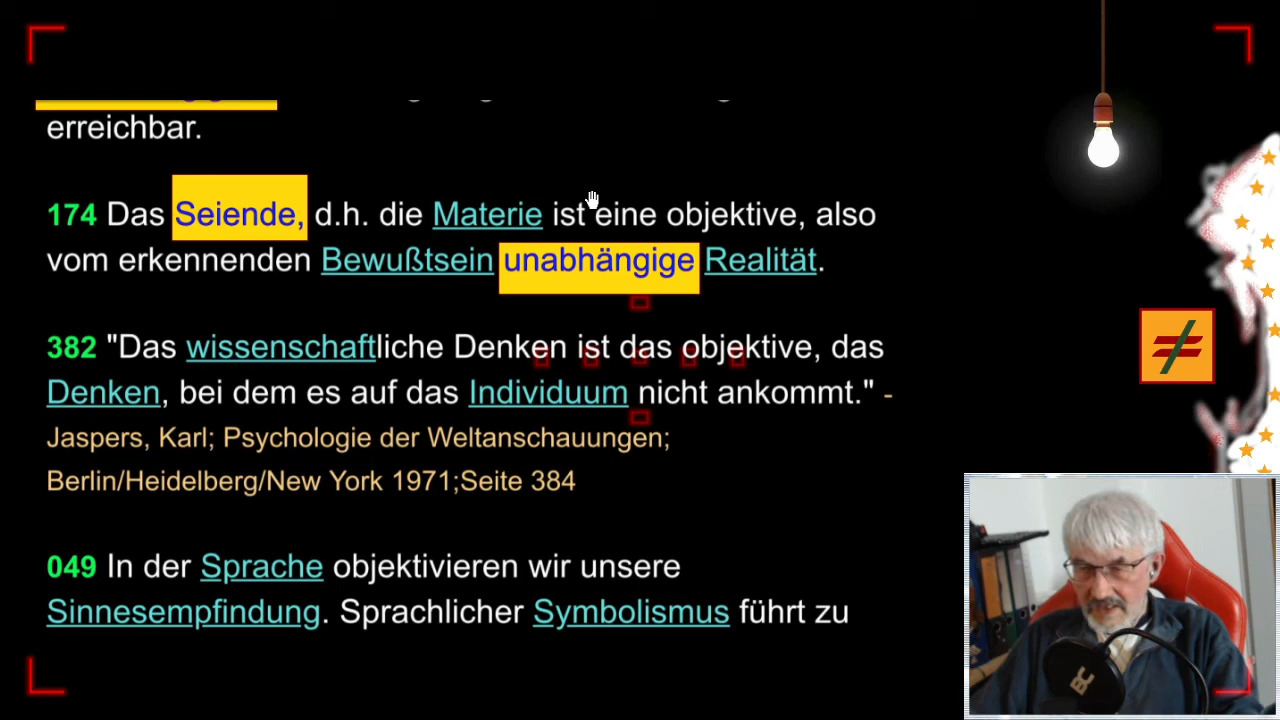 erreichbar.
174 Das Seiende, d.h. die Materie ist eine objektive, also
vom erkennenden Bewußtsein unabhängige Realität.
382 "Das wissenschaftliche Denken ist das objektive, das
Denken, bei dem es auf das Individuum nicht ankommt." -
Jaspers, Karl; Psychologie der Weltanschauungen;
Berlin/Heidelberg/New York 1971;Seite 384
049 In der Sprache objektivieren wir unsere
Sinnesempfindung. Sprachlicher Symbolismus führt zu
≠
BC